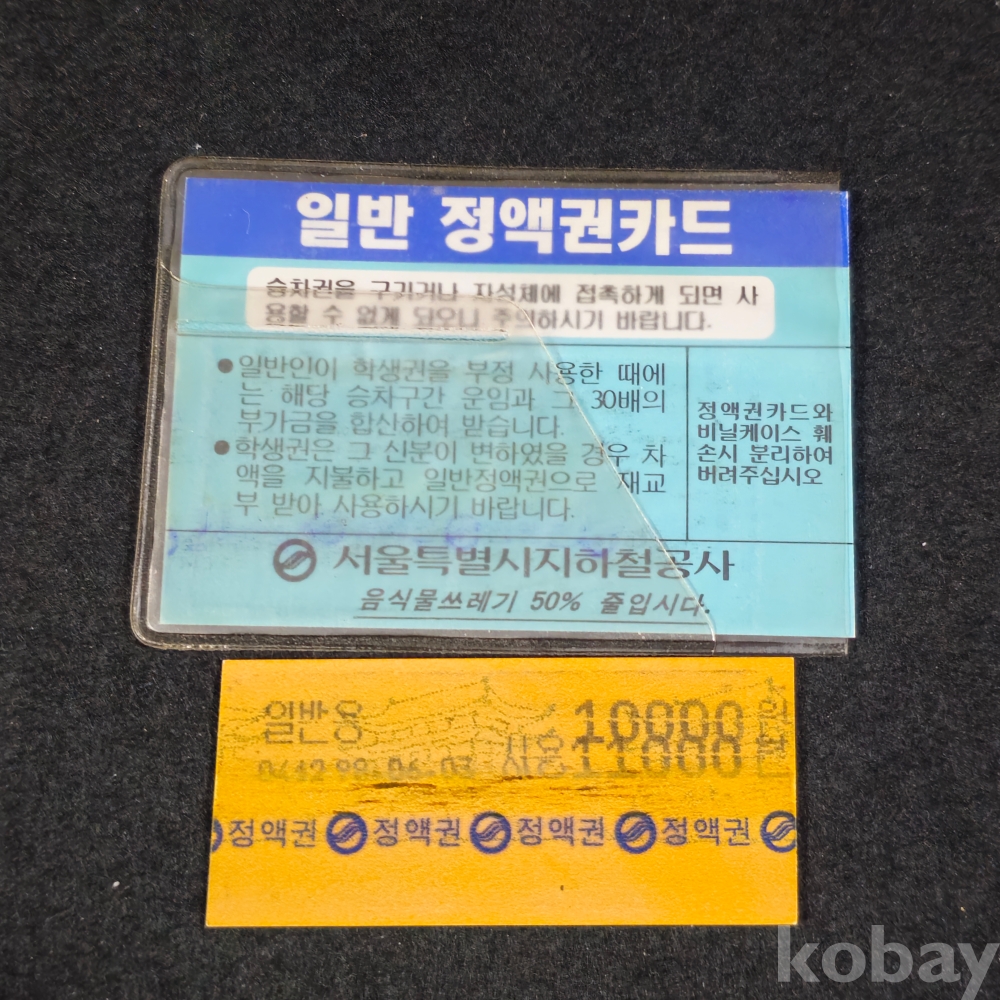 일반 정액권카드
승차권을 구기거나 자성체에 접촉하게 되면 사
용할 수 없게 되오니 주의하시기 바랍니다.
●일반인이 학생권을 부정 사용한 때에
는 해당 승차구간 운임과 그 30배의
부가금을 합산하여 받습니다.
●학생권은 그 신분이 변하였을 경우 차
액을 지불하고 일반정액권으로 재교
부 받아 사용하시기 바랍니다.
정액권카드와
비닐케이스 훼
손시 분리하여
버려주십시오
서울특별시지하철공사
음식물쓰레기 50% 줄입시다.
일반용 10000원
사용11000
정액권 정액권 정액권 정액권
kobay